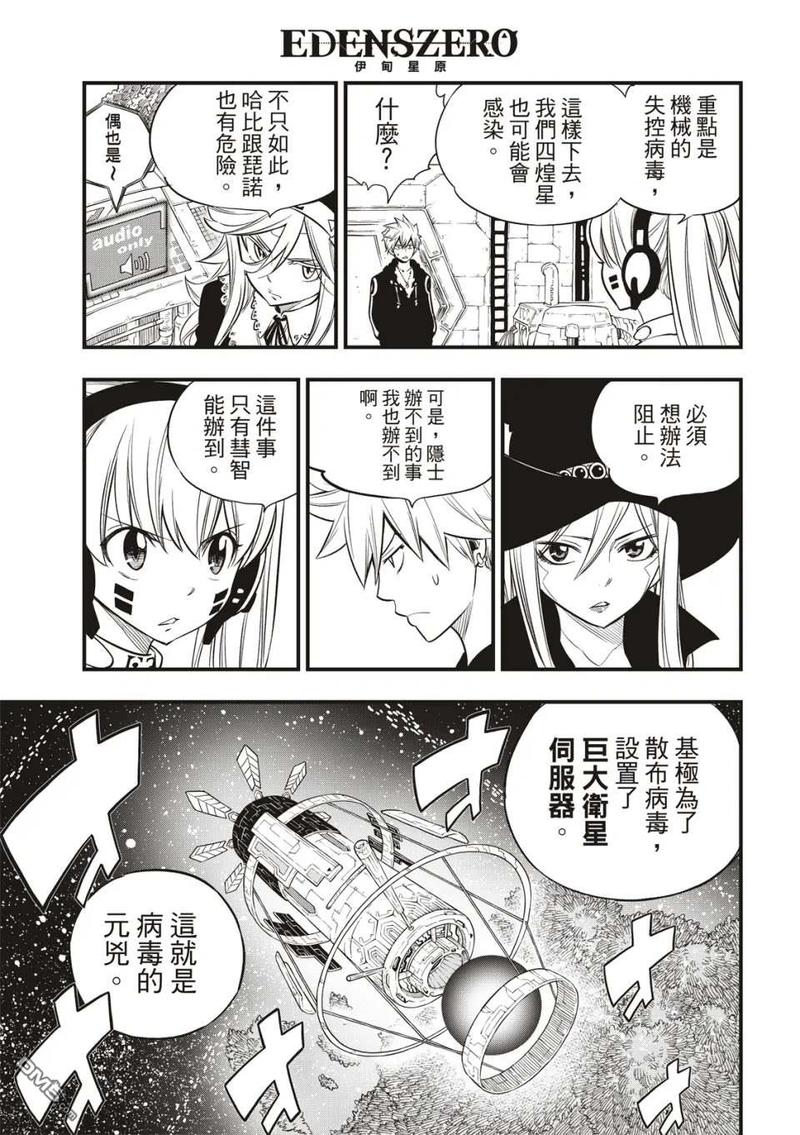 EDENSZERO
伊甸星原
重點是
機械的
失控病毒，
這樣下去，
我們四煌星
也可能會
感染。
什麼？
不只如此，
哈比跟琵諾
也有危險。
偶也是～
audio
only
必須
想辦法
阻止。
可是，隱士
辦不到的事
我也辦不到
啊。
這件事
只有彗智
能辦到。
基極為了
散布病毒，
設置了
巨大衛星
伺服器。
這就是
病毒的
元兇。